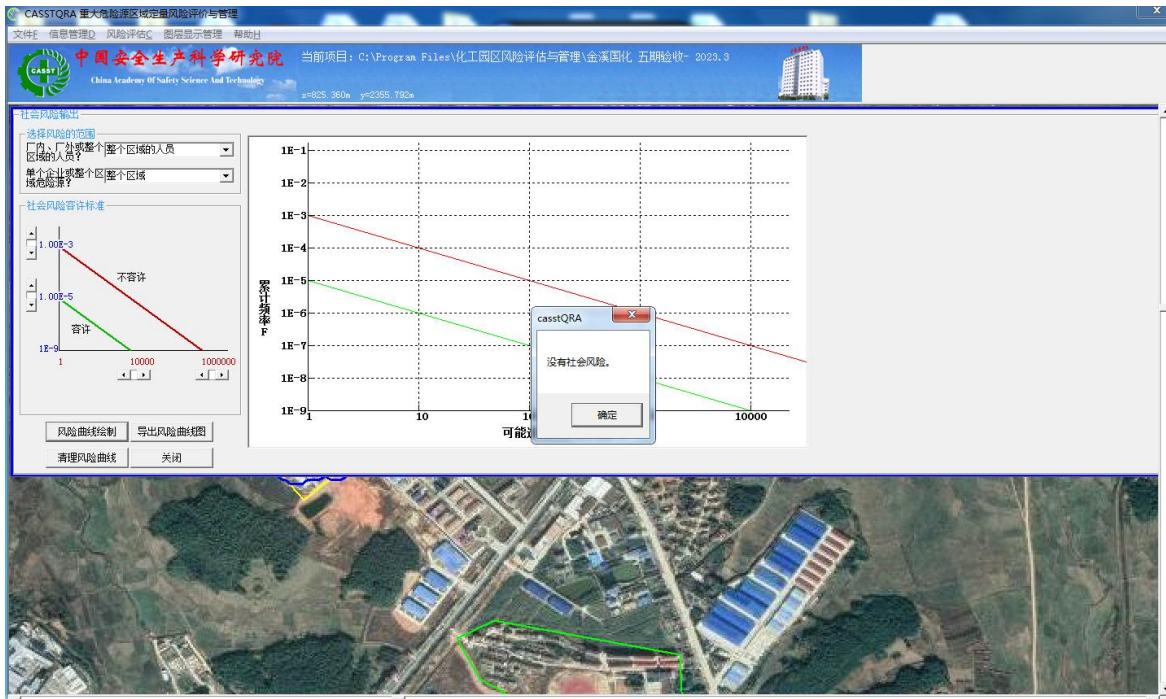 CASSTQRA 重大危险源区域定量风险评价与管理
文件F 信息管理D 风险评估C 图层显示管理 帮助H
CASST
中国安全生产科学研究院
China Academy Of Safety Science And Technology
当前项目：C:\Program Files\化工园区风险评估与管理\金溪国化 五期验收- 2023.3
x=825.360m y=2355.792m
社会风险输出
选择风险的范围
厂内、厂外或整个区域的人员？
整个区域的人员
单个企业或整个区域危险源？
整个区域
社会风险容许标准
1.00E-3
不容许
1.00E-5
容许
1E-9
1 10000 1000000
风险曲线绘制 导出风险曲线图
清理风险曲线 关闭
1E-1
1E-2
1E-3
1E-4
1E-5
1E-6
1E-7
1E-8
1E-9
累计频率F
1 10 10000
可能
casstQRA
没有社会风险。
确定